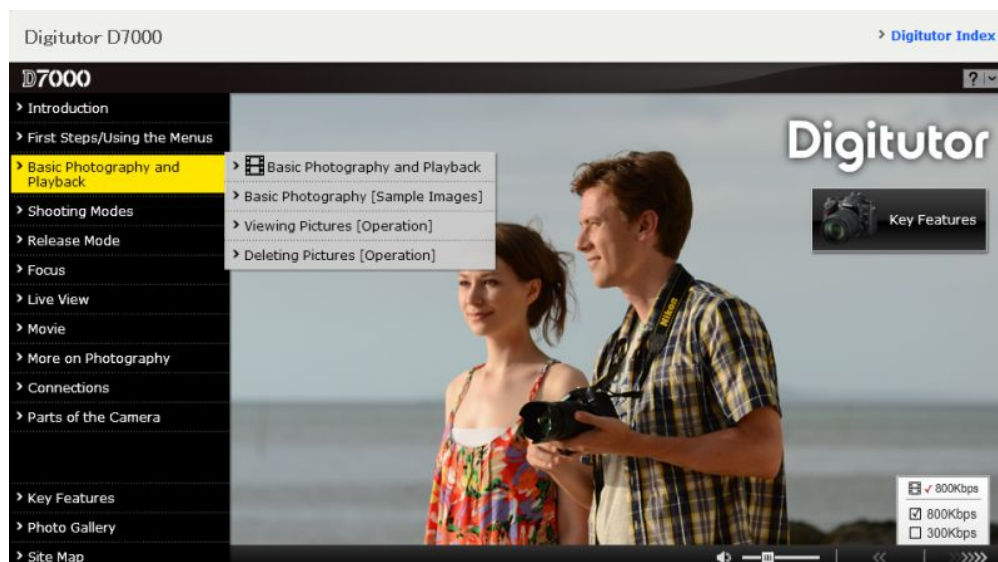 Digitutor D7000
> Digitutor Index
D7000
?
> Introduction
> First Steps/Using the Menus
> Basic Photography and
Playback
> Basic Photography and Playback
> Basic Photography [Sample Images]
> Viewing Pictures [Operation]
> Deleting Pictures [Operation]
> Shooting Modes
> Release Mode
> Focus
> Live View
> Movie
> More on Photography
> Connections
> Parts of the Camera
> Key Features
> Photo Gallery
> Site Map
Digitutor
Key Features
Nikon
800Kbps
800Kbps
300Kbps